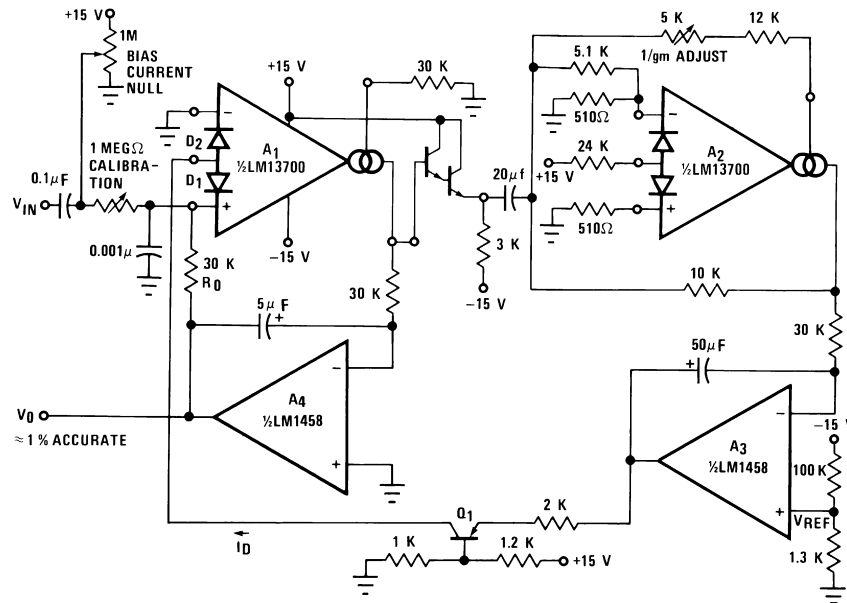 +15 V
1M
BIAS
CURRENT
NULL
+15 V
30 K
5 K
12 K
1/gm ADJUST
5.1 K
510Ω
−
D2
A1
½LM13700
D1
+
1 MEGΩ
CALIBRA-
TION
0.1μF
VIN
0.001μ
30 K
RO
−15 V
20μf
3 K
−15 V
30 K
−
A2
½LM13700
24 K
+15 V
+
510Ω
10 K
30 K
5μF
+
−
A4
½LM1458
+
VO
≈1% ACCURATE
50μF
+
−
A3
½LM1458
+
−15 V
100K
VREF
1.3 K
Q1
2 K
ID
1 K
1.2 K
+15 V